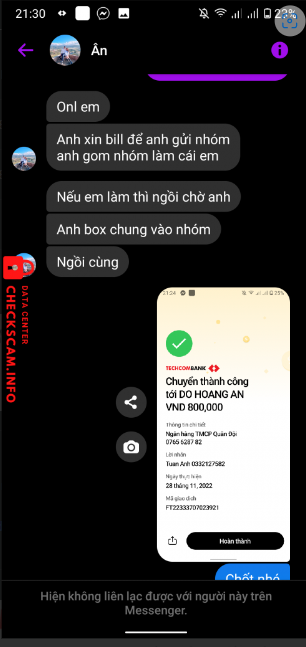 21:30
23%
Ân
Onl em
Anh xin bill để anh gửi nhóm
anh gom nhóm làm cái em
Nếu em làm thì ngồi chờ anh
Anh box chung vào nhóm
Ngồi cùng
DATA CENTER
CHECKSCAM.INFO
21:24
25%
TECHCOMBANK
Chuyển thành công
tới DO HOANG AN
VND 800,000
Thông tin chi tiết
Ngân hàng TMCP Quân Đội
0765 6287 82
Lời nhắn
Tuan Anh 0332127582
Ngày thực hiện
28 tháng 11, 2022
Mã giao dịch
FT22333707023921
Hoàn thành
Chốt nhé
Hiện không liên lạc được với người này trên
Messenger.